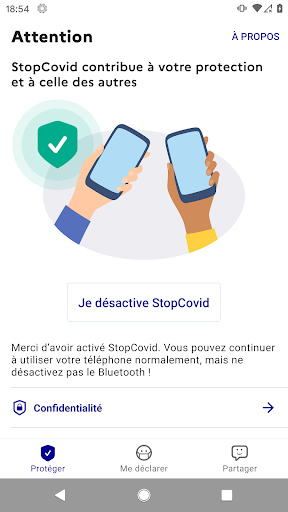 18:54
Attention
À PROPOS
StopCovid contribue à votre protection
et à celle des autres
Je désactive StopCovid
Merci d'avoir activé StopCovid. Vous pouvez continuer
à utiliser votre téléphone normalement, mais ne
désactivez pas le Bluetooth !
Confidentialité
Protéger
Me déclarer
Partager